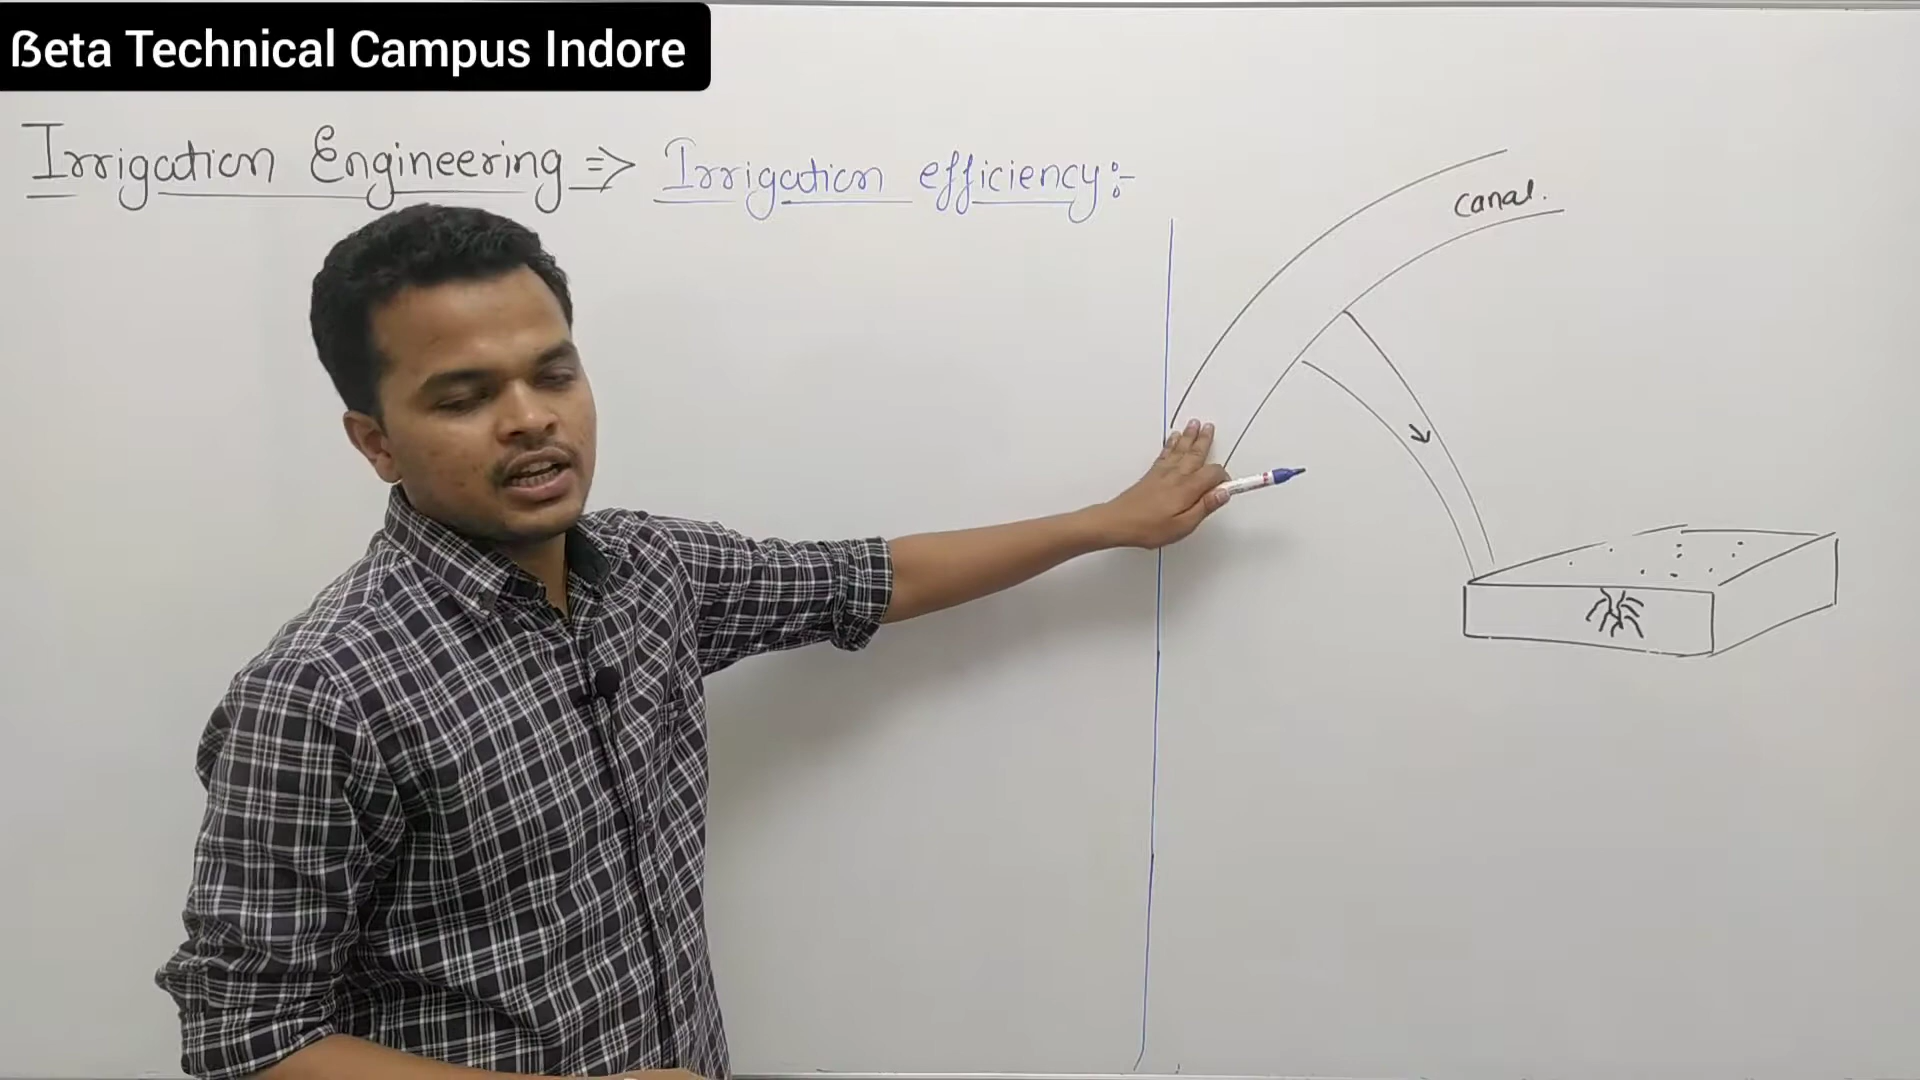 ßeta Technical Campus Indore
Irrigation Engineering => Irrigation efficiency:-
canal.